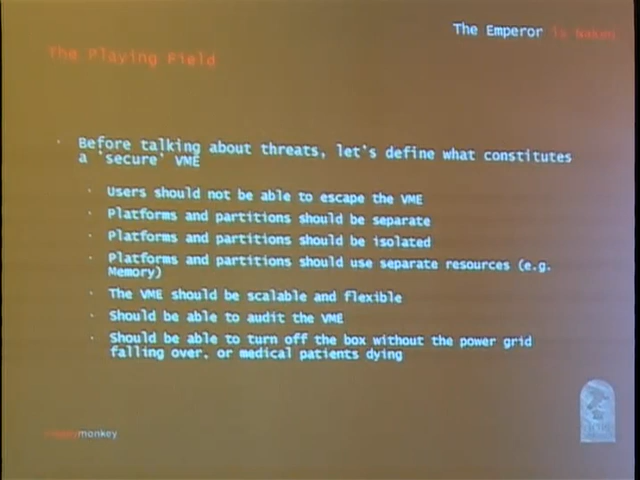 The Emperor is Naked
The Playing Field
Before talking about threats, let's define what constitutes
a 'secure' VME
Users should not be able to escape the VME
Platforms and partitions should be separate
Platforms and partitions should be isolated
Platforms and partitions should use separate resources (e.g.
Memory)
The VME should be scalable and flexible
Should be able to audit the VME
Should be able to turn off the box without the power grid
falling over, or medical patients dying
monkey